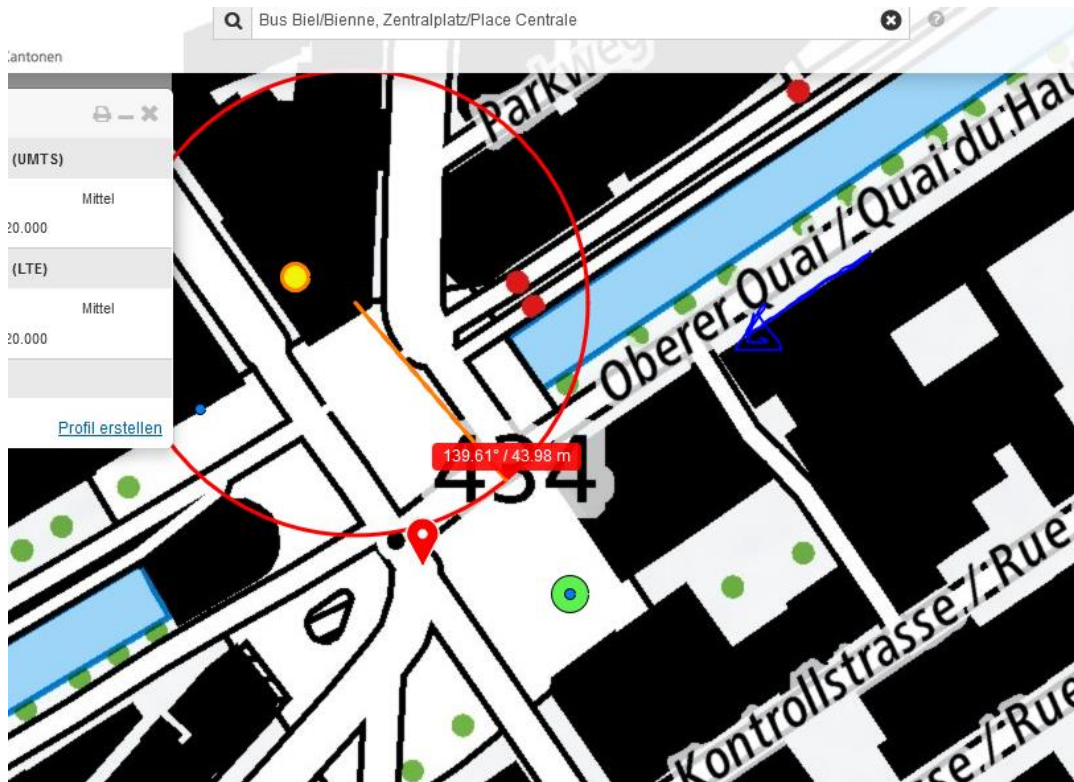 Bus Biel/Bienne, Zentralplatz/Place Centrale
Kantonen
(UMTS)
Mittel
20.000
(LTE)
Mittel
20.000
Profil erstellen
Parkweg
Oberer Quai / Quai du Hau
139.61° / 43.98 m
434
Kontrollstrasse / Rue
sse / Rue